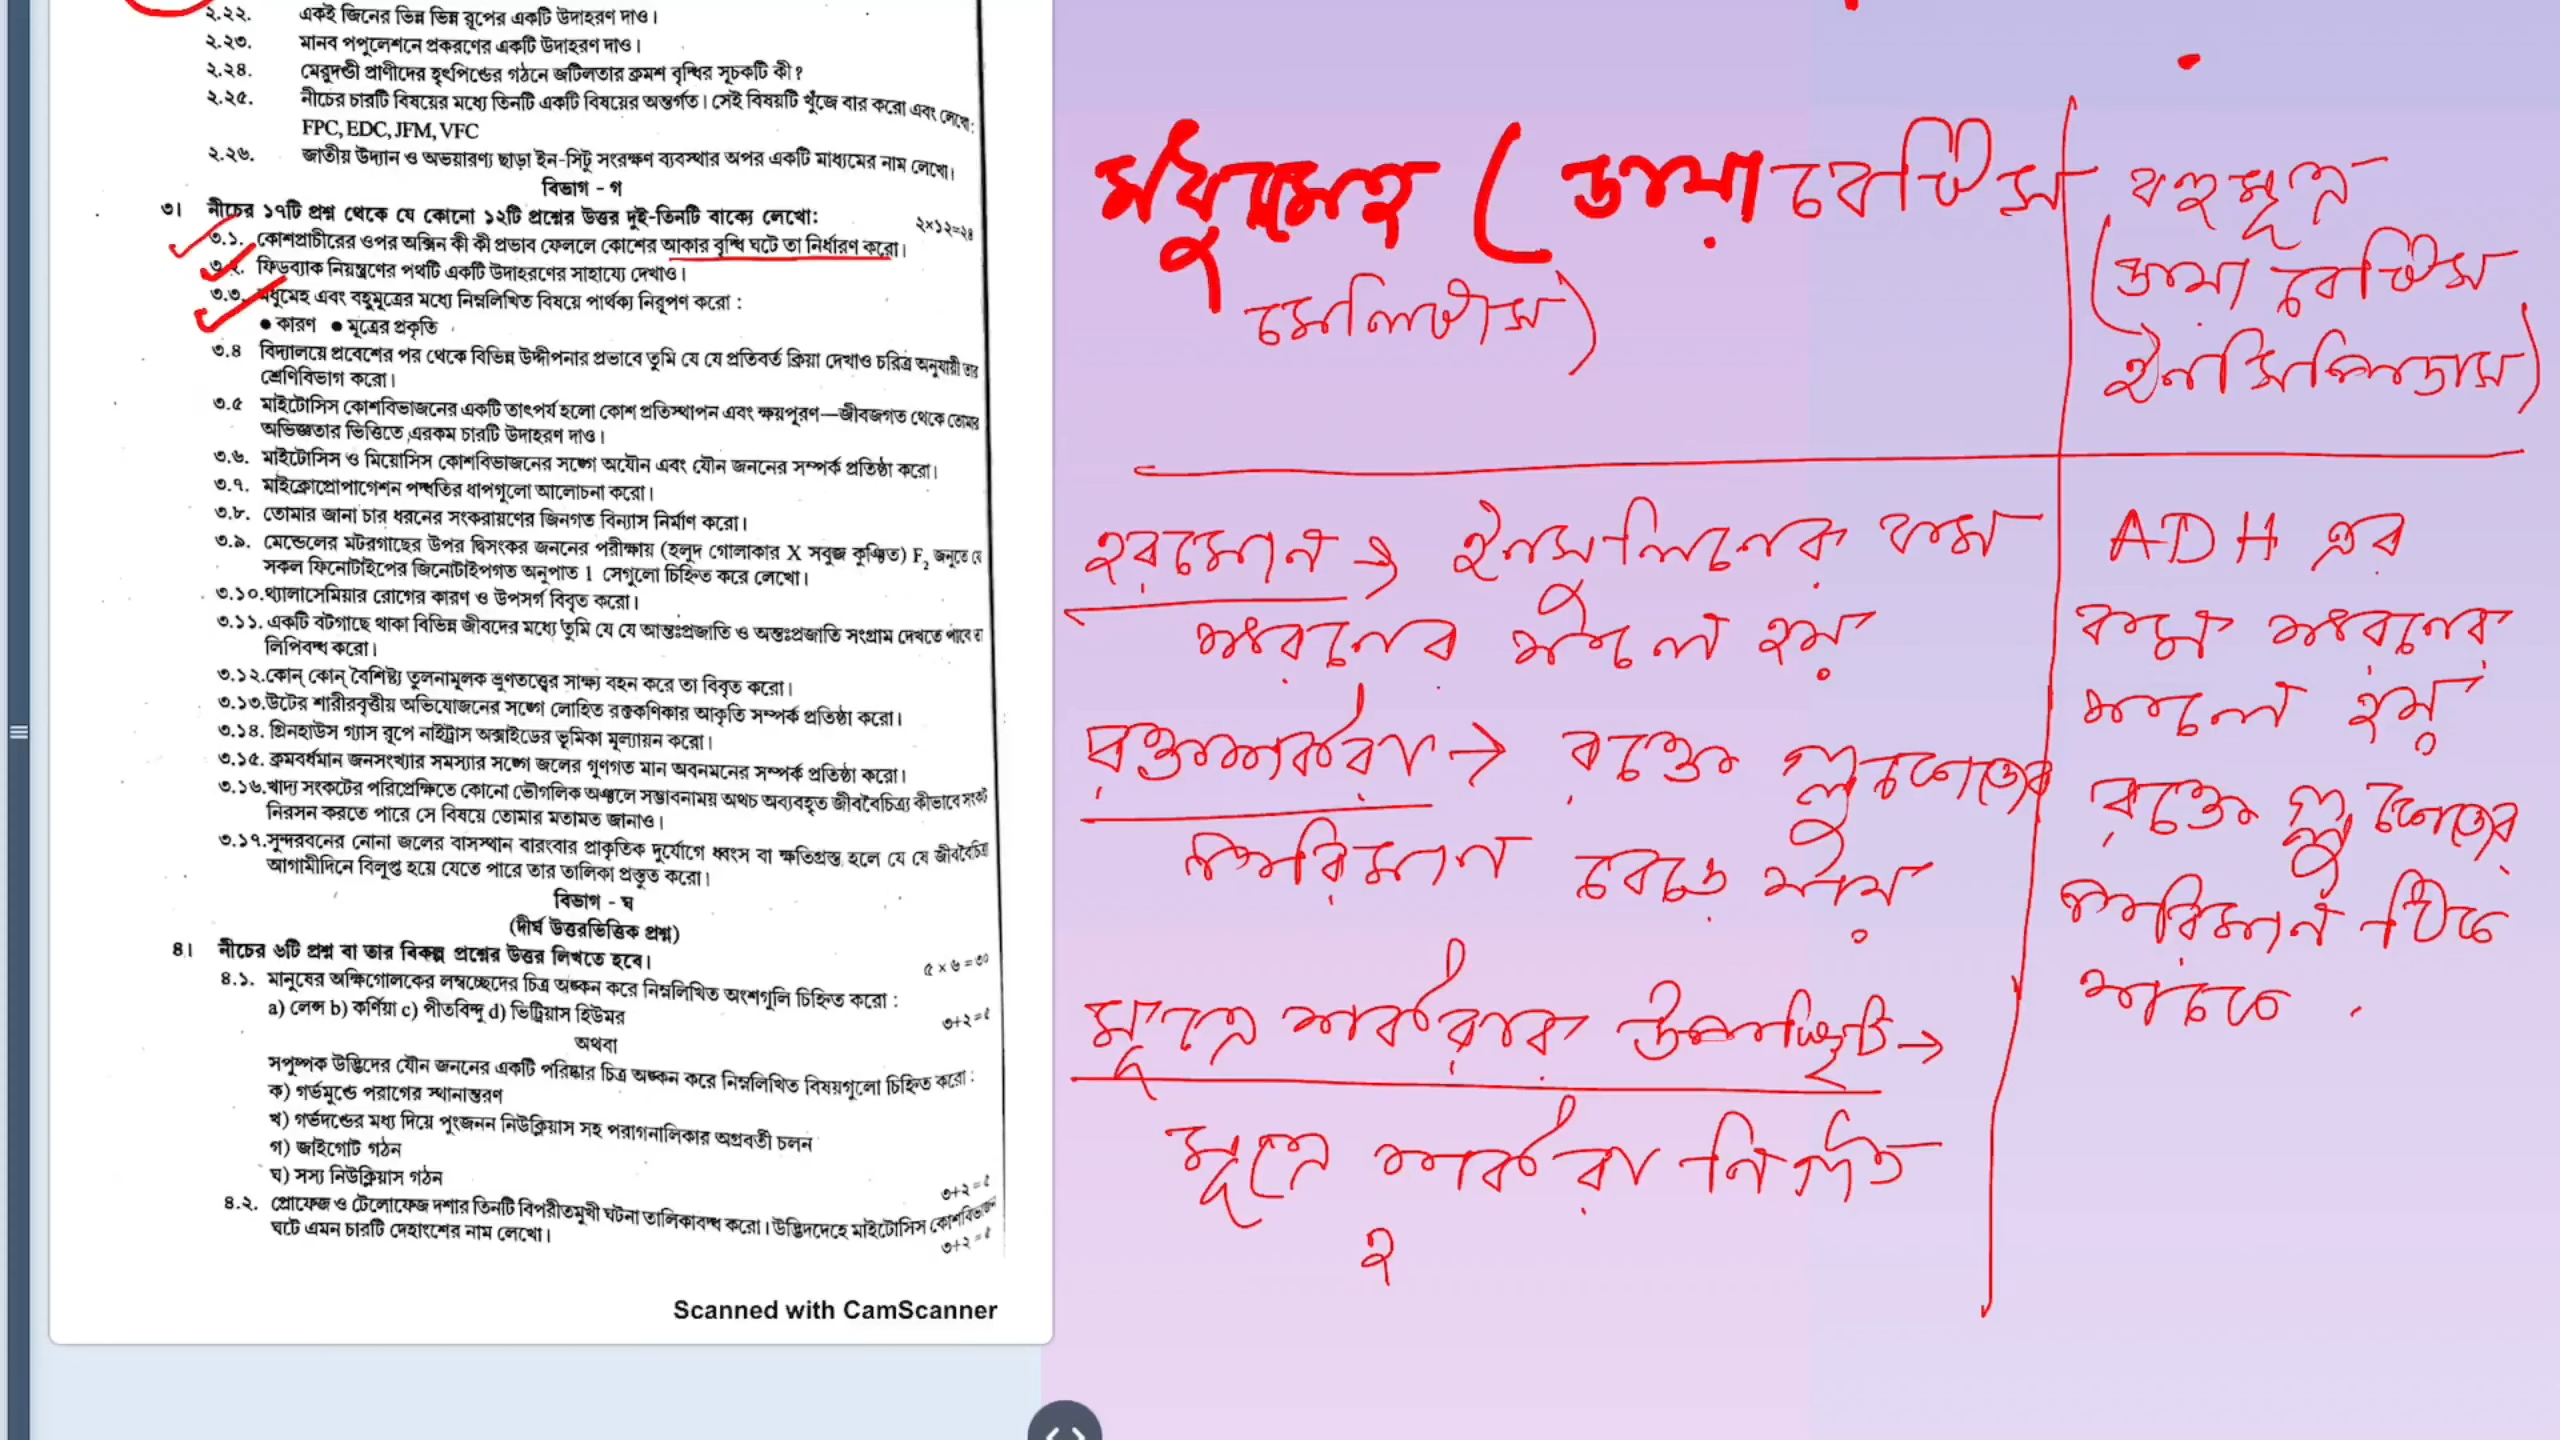 ২.২২. একই জিনের ভিন্ন ভিন্ন রূপের একটি উদাহরণ দাও।
২.২৩. মানব পপুলেশনে প্রকরণের একটি উদাহরণ দাও।
২.২৪. মেরুদণ্ডী প্রাণীদের হৃৎপিণ্ডের গঠনে জটিলতার ক্রমশ বৃদ্ধির সূচকটি কী?
২.২৫. নীচের চারটি বিষয়ের মধ্যে তিনটি একটি বিষয়ের অন্তর্গত। সেই বিষয়টি খুঁজে বার করো এবং লেখো:
FPC, EDC, JFM, VFC
২.২৬. জাতীয় উদ্যান ও অভয়ারণ্য ছাড়া ইন-সিটু সংরক্ষণ ব্যবস্থার অপর একটি মাধ্যমের নাম লেখো।
বিভাগ - গ
৩। নীচের ১৭টি প্রশ্ন থেকে যে কোনো ১২টি প্রশ্নের উত্তর দুই-তিনটি বাক্যে লেখো: ২×১২=২৪
৩.১. কোশপ্রাচীরের ওপর অক্সিন কী কী প্রভাব ফেললে কোশের আকার বৃদ্ধি ঘটে তা নির্ধারণ করো।
৩.২. ফিডব্যাক নিয়ন্ত্রণের পথটি একটি উদাহরণের সাহায্যে দেখাও।
৩.৩. মধুমেহ এবং বহুমূত্রের মধ্যে নিম্নলিখিত বিষয়ে পার্থক্য নিরূপণ করো :
● কারণ ● মূত্রের প্রকৃতি
৩.৪ বিদ্যালয়ে প্রবেশের পর থেকে বিভিন্ন উদ্দীপনার প্রভাবে তুমি যে যে প্রতিবর্ত ক্রিয়া দেখাও চরিত্র অনুযায়ী তার
শ্রেণিবিভাগ করো।
৩.৫ মাইটোসিস কোশবিভাজনের একটি তাৎপর্য হলো কোশ প্রতিস্থাপন এবং ক্ষয়পূরণ—জীবজগত থেকে তোমার
অভিজ্ঞতার ভিত্তিতে এরকম চারটি উদাহরণ দাও।
৩.৬. মাইটোসিস ও মিয়োসিস কোশবিভাজনের সঙ্গে অযৌন এবং যৌন জননের সম্পর্ক প্রতিষ্ঠা করো।
৩.৭. মাইক্রোপ্রোপাগেশন পদ্ধতির ধাপগুলো আলোচনা করো।
৩.৮. তোমার জানা চার ধরনের সংকরায়ণের জিনগত বিন্যাস নির্মাণ করো।
৩.৯. মেন্ডেলের মটরগাছের উপর দ্বিসংকর জননের পরীক্ষায় (হলুদ গোলাকার X সবুজ কুঞ্চিত) F₂ জনুতে যে
সকল ফিনোটাইপের জিনোটাইপগত অনুপাত 1 সেগুলো চিহ্নিত করে লেখো।
৩.১০. থ্যালাসেমিয়ার রোগের কারণ ও উপসর্গ বিবৃত করো।
৩.১১. একটি বটগাছে থাকা বিভিন্ন জীবদের মধ্যে তুমি যে যে আন্তঃপ্রজাতি ও অন্তঃপ্রজাতি সংগ্রাম দেখতে পাবে তা
লিপিবদ্ধ করো।
৩.১২. কোন্ কোন্ বৈশিষ্ট্য তুলনামূলক ভ্রুণতত্ত্বের সাক্ষ্য বহন করে তা বিবৃত করো।
৩.১৩. উটের শারীরবৃত্তীয় অভিযোজনের সঙ্গে লোহিত রক্তকণিকার আকৃতি সম্পর্ক প্রতিষ্ঠা করো।
৩.১৪. গ্রিনহাউস গ্যাস রূপে নাইট্রাস অক্সাইডের ভূমিকা মূল্যায়ন করো।
৩.১৫. ক্রমবর্ধমান জনসংখ্যার সমস্যার সঙ্গে জলের গুণগত মান অবনমনের সম্পর্ক প্রতিষ্ঠা করো।
৩.১৬. খাদ্য সংকটের পরিপ্রেক্ষিতে কোনো ভৌগলিক অঞ্চলে সম্ভাবনাময় অথচ অব্যবহৃত জীববৈচিত্র্য কীভাবে সংকট
নিরসন করতে পারে সে বিষয়ে তোমার মতামত জানাও।
৩.১৭. সুন্দরবনের নোনা জলের বাসস্থান বারংবার প্রাকৃতিক দুর্যোগে ধ্বংস বা ক্ষতিগ্রস্ত হলে যে যে জীববৈচিত্র্য
আগামীদিনে বিলুপ্ত হয়ে যেতে পারে তার তালিকা প্রস্তুত করো।
বিভাগ - ঘ
(দীর্ঘ উত্তরভিত্তিক প্রশ্ন)
৪। নীচের ৬টি প্রশ্ন বা তার বিকল্প প্রশ্নের উত্তর লিখতে হবে। ৫ × ৬ = ৩০
৪.১. মানুষের অক্ষিগোলকের লম্বচ্ছেদের চিত্র অঙ্কন করে নিম্নলিখিত অংশগুলি চিহ্নিত করো :
a) লেন্স b) কর্ণিয়া c) পীতবিন্দু d) ভিট্রিয়াস হিউমর ৩+২=৫
অথবা
সপুষ্পক উদ্ভিদের যৌন জননের একটি পরিষ্কার চিত্র অঙ্কন করে নিম্নলিখিত বিষয়গুলো চিহ্নিত করো :
ক) গর্ভমুণ্ডে পরাগের স্থানান্তরণ
খ) গর্ভদণ্ডের মধ্য দিয়ে পুংজনন নিউক্লিয়াস সহ পরাগনালিকার অগ্রবর্তী চলন
গ) জাইগোট গঠন
ঘ) সস্য নিউক্লিয়াস গঠন ৩+২=৫
৪.২. প্রোফেজ ও টেলোফেজ দশার তিনটি বিপরীতমুখী ঘটনা তালিকাবদ্ধ করো। উদ্ভিদদেহে মাইটোসিস কোশবিভাজন
ঘটে এমন চারটি দেহাংশের নাম লেখো। ৩+২=৫
Scanned with CamScanner
মধুমেহ (ডায়াবেটিস
মেলিটাস)
হরমোন → ইনসুলিনের কম
ক্ষরণের ফলে হয়
রক্তশর্করা → রক্তে গ্লুকোজের
পরিমাণ বেড়ে যায়
মূত্রে শর্করার উপস্থিতি →
মূত্রে শর্করা নির্গত
হ
বহুমূত্র
(ডায়াবেটিস
ইনসিপিডাস)
ADH এর
কম ক্ষরণের
ফলে হয়
রক্তে গ্লুকোজের
পরিমান ঠিক
থাকে.